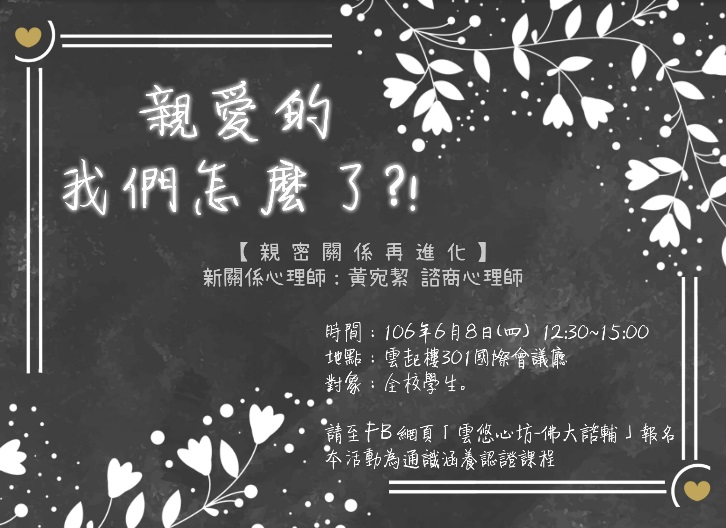 親愛的
我們怎麼了?!
【親密關係再進化】
新關係心理師：黃宛絜 諮商心理師
時間：106年6月8日(四) 12:30~15:00
地點：雲起樓301國際會議廳
對象：全校學生。
請至FB網頁「雲悠心坊-佛大諮輔」報名
本活動為通識涵養認證課程